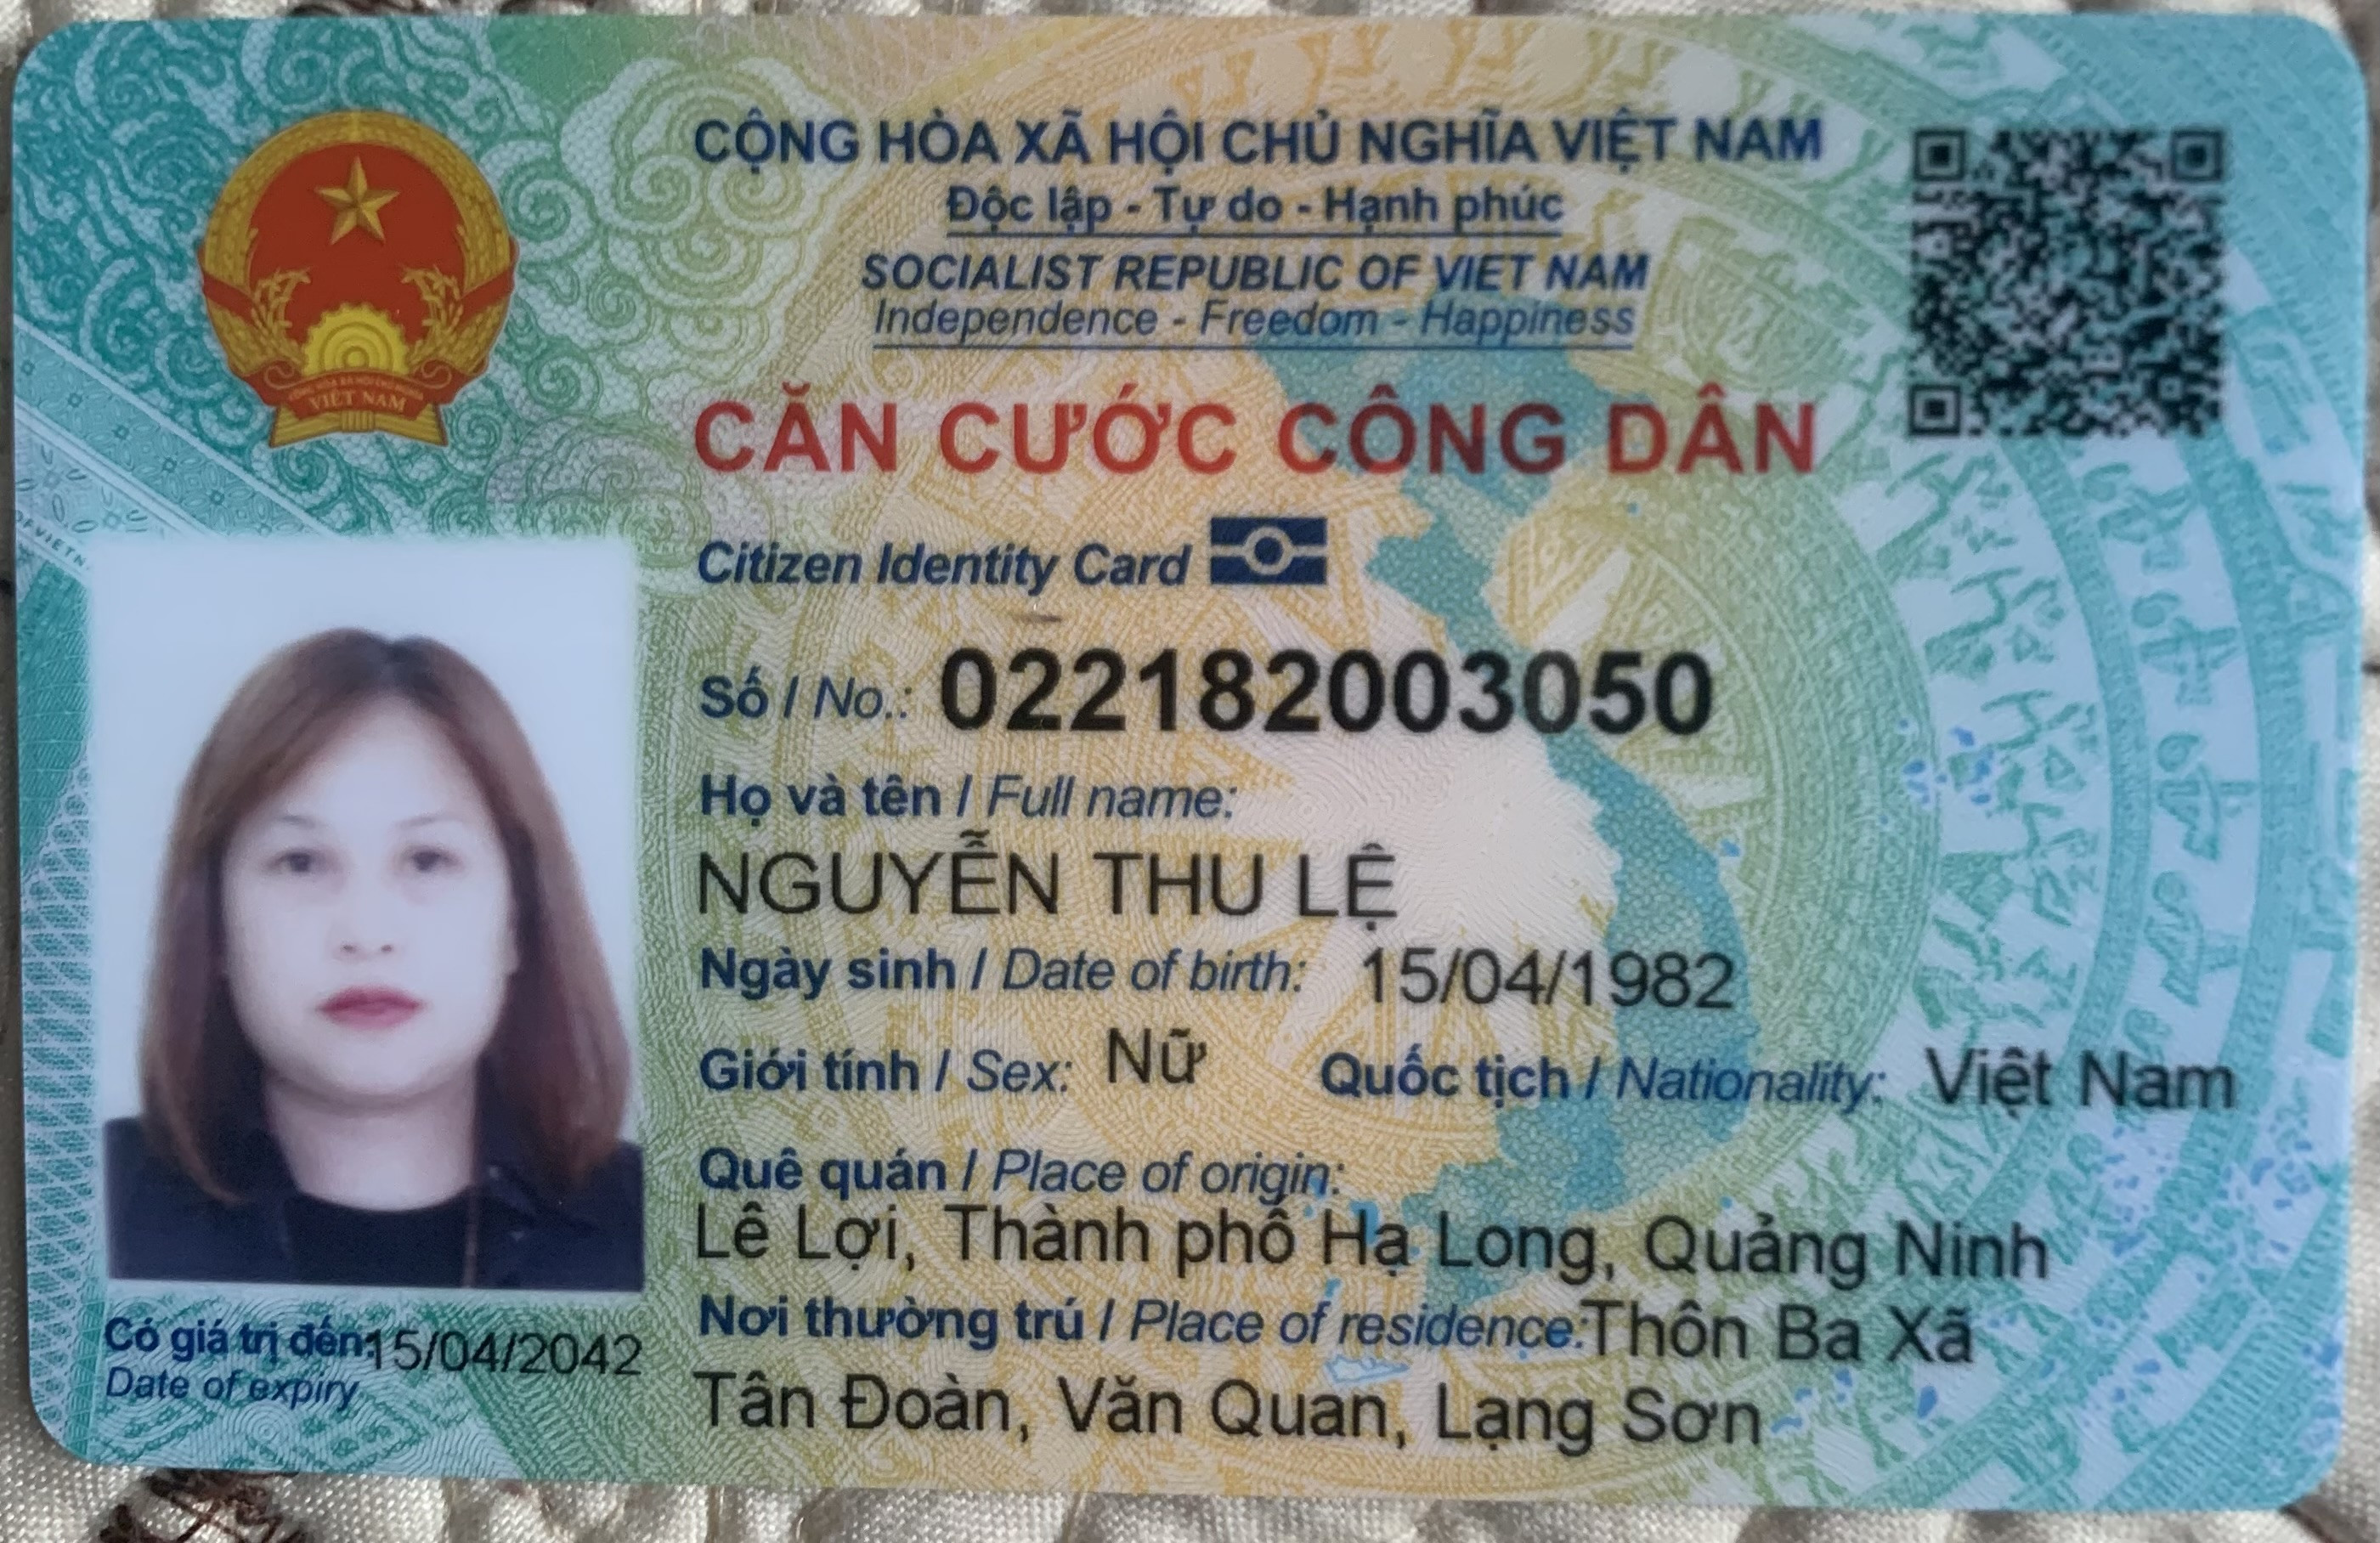 CỘNG HÒA XÃ HỘI CHỦ NGHĨA VIỆT NAM
Độc lập - Tự do - Hạnh phúc
SOCIALIST REPUBLIC OF VIET NAM
Independence - Freedom - Happiness
VIỆT NAM
CĂN CƯỚC CÔNG DÂN
Citizen Identity Card
Số / No.: 022182003050
Họ và tên / Full name:
NGUYỄN THU LỆ
Ngày sinh / Date of birth: 15/04/1982
Giới tính / Sex: Nữ Quốc tịch / Nationality: Việt Nam
Quê quán / Place of origin:
Lê Lợi, Thành phố Hạ Long, Quảng Ninh
Nơi thường trú / Place of residence: Thôn Ba Xã
Tân Đoàn, Văn Quan, Lạng Sơn
Có giá trị đến: 15/04/2042
Date of expiry